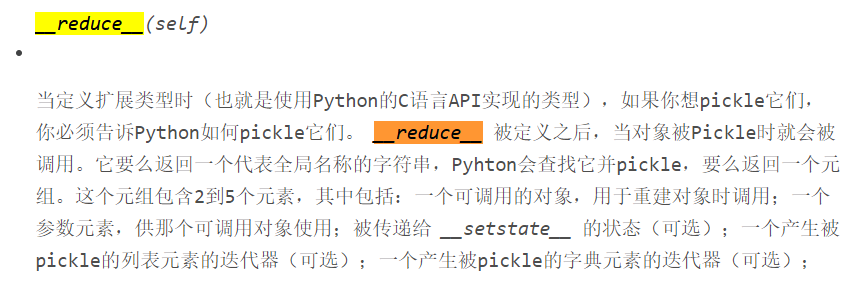 __reduce__(self)
当定义扩展类型时（也就是使用Python的C语言API实现的类型），如果你想pickle它们，
你必须告诉Python如何pickle它们。 __reduce__ 被定义之后，当对象被Pickle时就会被
调用。它要么返回一个代表全局名称的字符串，Pyhton会查找它并pickle，要么返回一个元
组。这个元组包含2到5个元素，其中包括：一个可调用的对象，用于重建对象时调用；一个
参数元素，供那个可调用对象使用；被传递给 __setstate__ 的状态（可选）；一个产生被
pickle的列表元素的迭代器（可选）；一个产生被pickle的字典元素的迭代器（可选）；